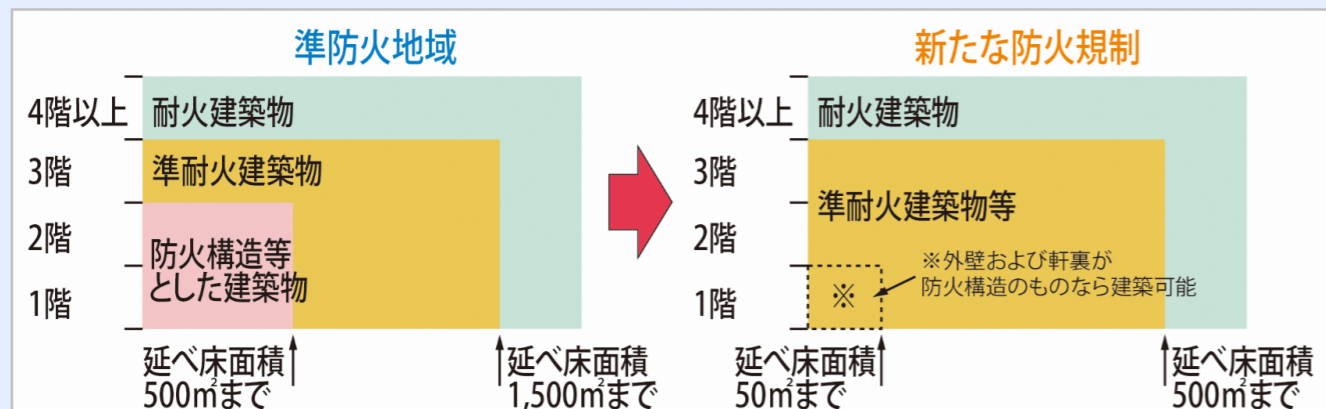 準防火地域
4階以上
耐火建築物
3階
準耐火建築物
2階
防火構造等
とした建築物
1階
延べ床面積
500㎡まで
延べ床面積
1,500㎡まで
新たな防火規制
4階以上
耐火建築物
3階
準耐火建築物等
2階
※外壁および軒裏が
防火構造のものなら建築可能
1階
※
延べ床面積
50㎡まで
延べ床面積
500㎡まで